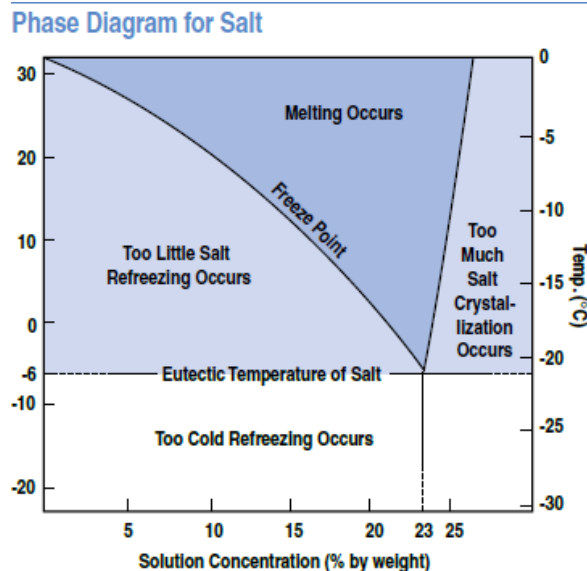 Phase Diagram for Salt
30
20
10
0
-6
-10
-20
0
-5
-10
-15
-20
-25
-30
Temp. (°C)
Melting Occurs
Freeze Point
Too Little Salt
Refreezing Occurs
Too
Much
Salt
Crystal-
lization
Occurs
Eutectic Temperature of Salt
Too Cold Refreezing Occurs
5
10
15
20
23
25
Solution Concentration (% by weight)